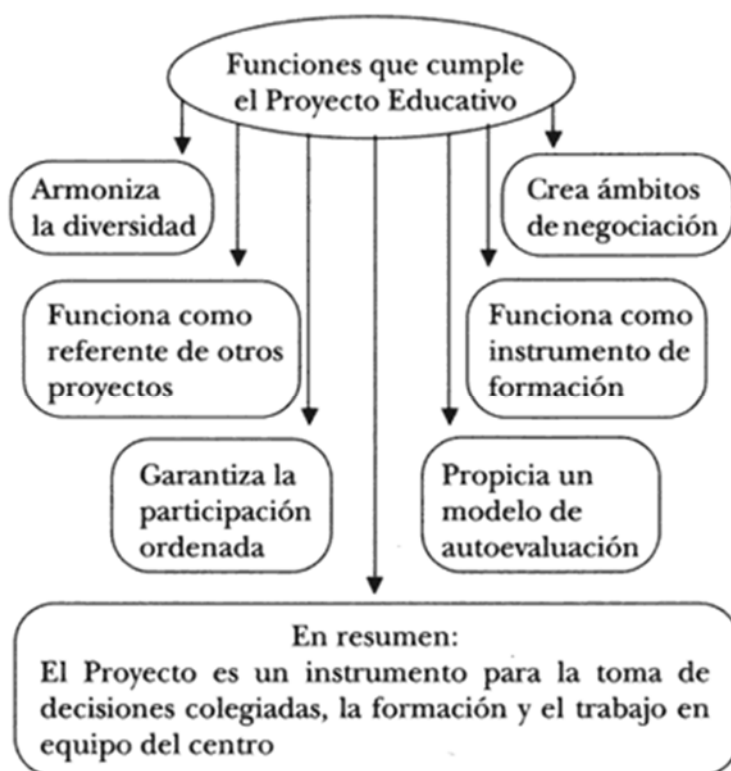 Funciones que cumple
el Proyecto Educativo
Armoniza
la diversidad
Crea ámbitos
de negociación
Funciona como
referente de otros
proyectos
Funciona como
instrumento de
formación
Garantiza la
participación
ordenada
Propicia un
modelo de
autoevaluación
En resumen:
El Proyecto es un instrumento para la toma de
decisiones colegiadas, la formación y el trabajo en
equipo del centro